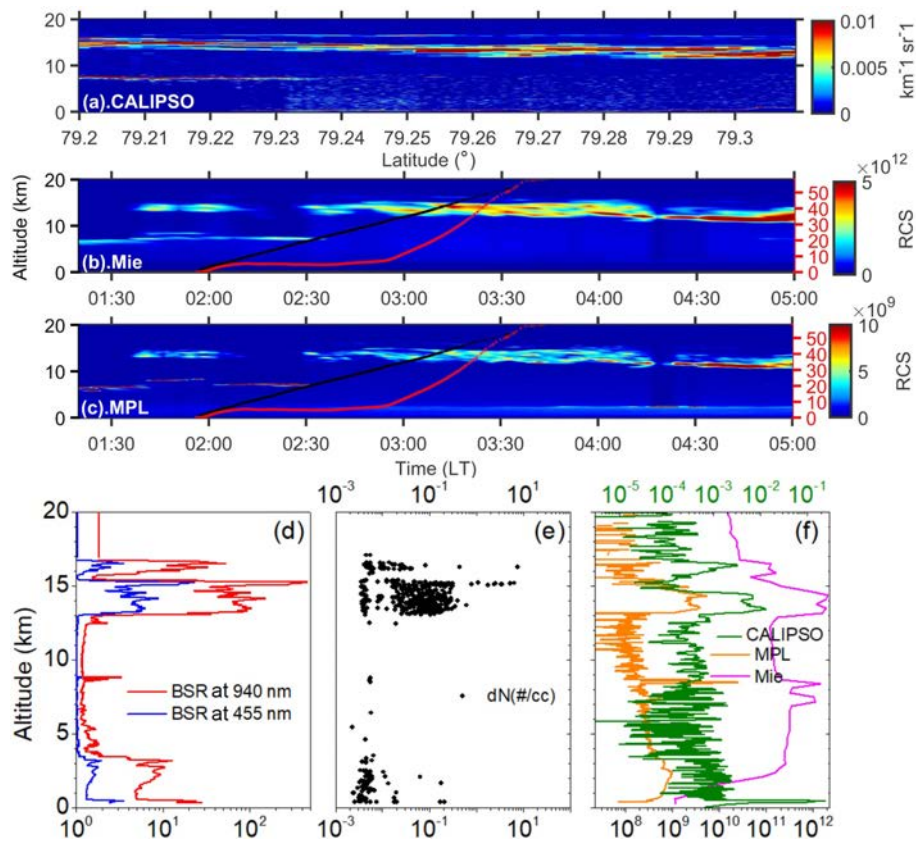 20
10
0
(a).CALIPSO
0.01
0.005
0
km⁻¹ sr⁻¹
79.2 79.21 79.22 79.23 79.24 79.25 79.26 79.27 79.28 79.29 79.3
Latitude (°)
Altitude (km)
20
10
0
(b).Mie
50
40
30
20
10
0
×10¹²
5
0
RCS
01:30 02:00 02:30 03:00 03:30 04:00 04:30 05:00
20
10
0
(c).MPL
50
40
30
20
10
0
×10⁹
10
5
0
RCS
01:30 02:00 02:30 03:00 03:30 04:00 04:30 05:00
Time (LT)
Altitude (km)
20
15
10
5
0
(d)
BSR at 940 nm
BSR at 455 nm
10⁰ 10¹ 10²
10⁻³ 10⁻¹ 10¹
(e)
dN(#/cc)
10⁻³ 10⁻¹ 10¹
10⁻⁵ 10⁻⁴ 10⁻³ 10⁻² 10⁻¹
(f)
CALIPSO
MPL
Mie
10⁸ 10⁹ 10¹⁰ 10¹¹ 10¹²